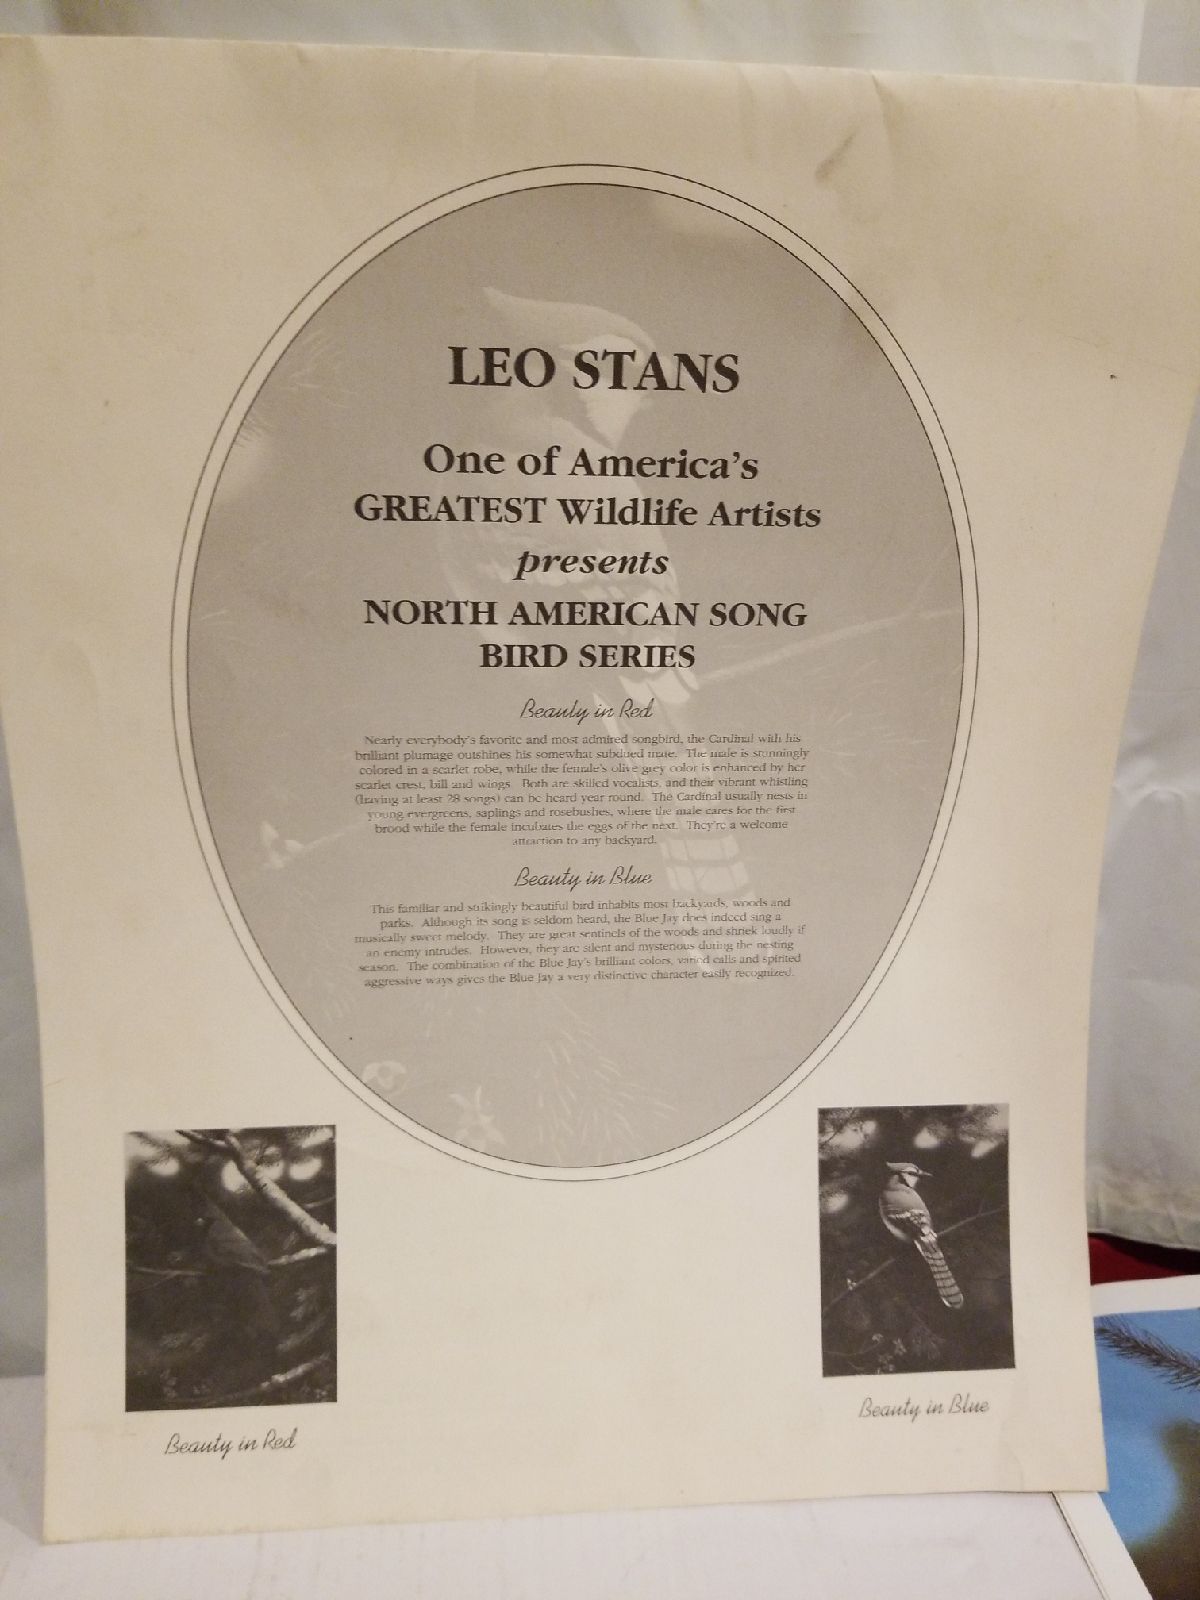 LEO STANS
One of America's
GREATEST Wildlife Artists
presents
NORTH AMERICAN SONG
BIRD SERIES
Beauty in Red
Nearly everybody's favorite and most admired songbird, the Cardinal with his
brilliant plumage outshines his somewhat subdued mate. The male is stunningly
colored in a scarlet robe, while the female's olive grey color is enhanced by her
scarlet crest, bill and wings. Both are skilled vocalists, and their vibrant whistling
(having at least 28 songs) can be heard year round. The Cardinal usually nests in
young evergreens, saplings and rosebushes, where the male cares for the first
brood while the female incubates the eggs of the next. They're a welcome
attraction to any backyard.
Beauty in Blue
This familiar and strikingly beautiful bird inhabits most backyards, woods and
parks. Although its song is seldom heard, the Blue Jay does indeed sing a
musically sweet melody. They are great sentinels of the woods and shriek loudly if
an enemy intrudes. However, they are silent and mysterious during the nesting
season. The combination of the Blue Jay's brilliant colors, varied calls and spirited
aggressive ways gives the Blue Jay a very distinctive character easily recognized.
Beauty in Red
Beauty in Blue